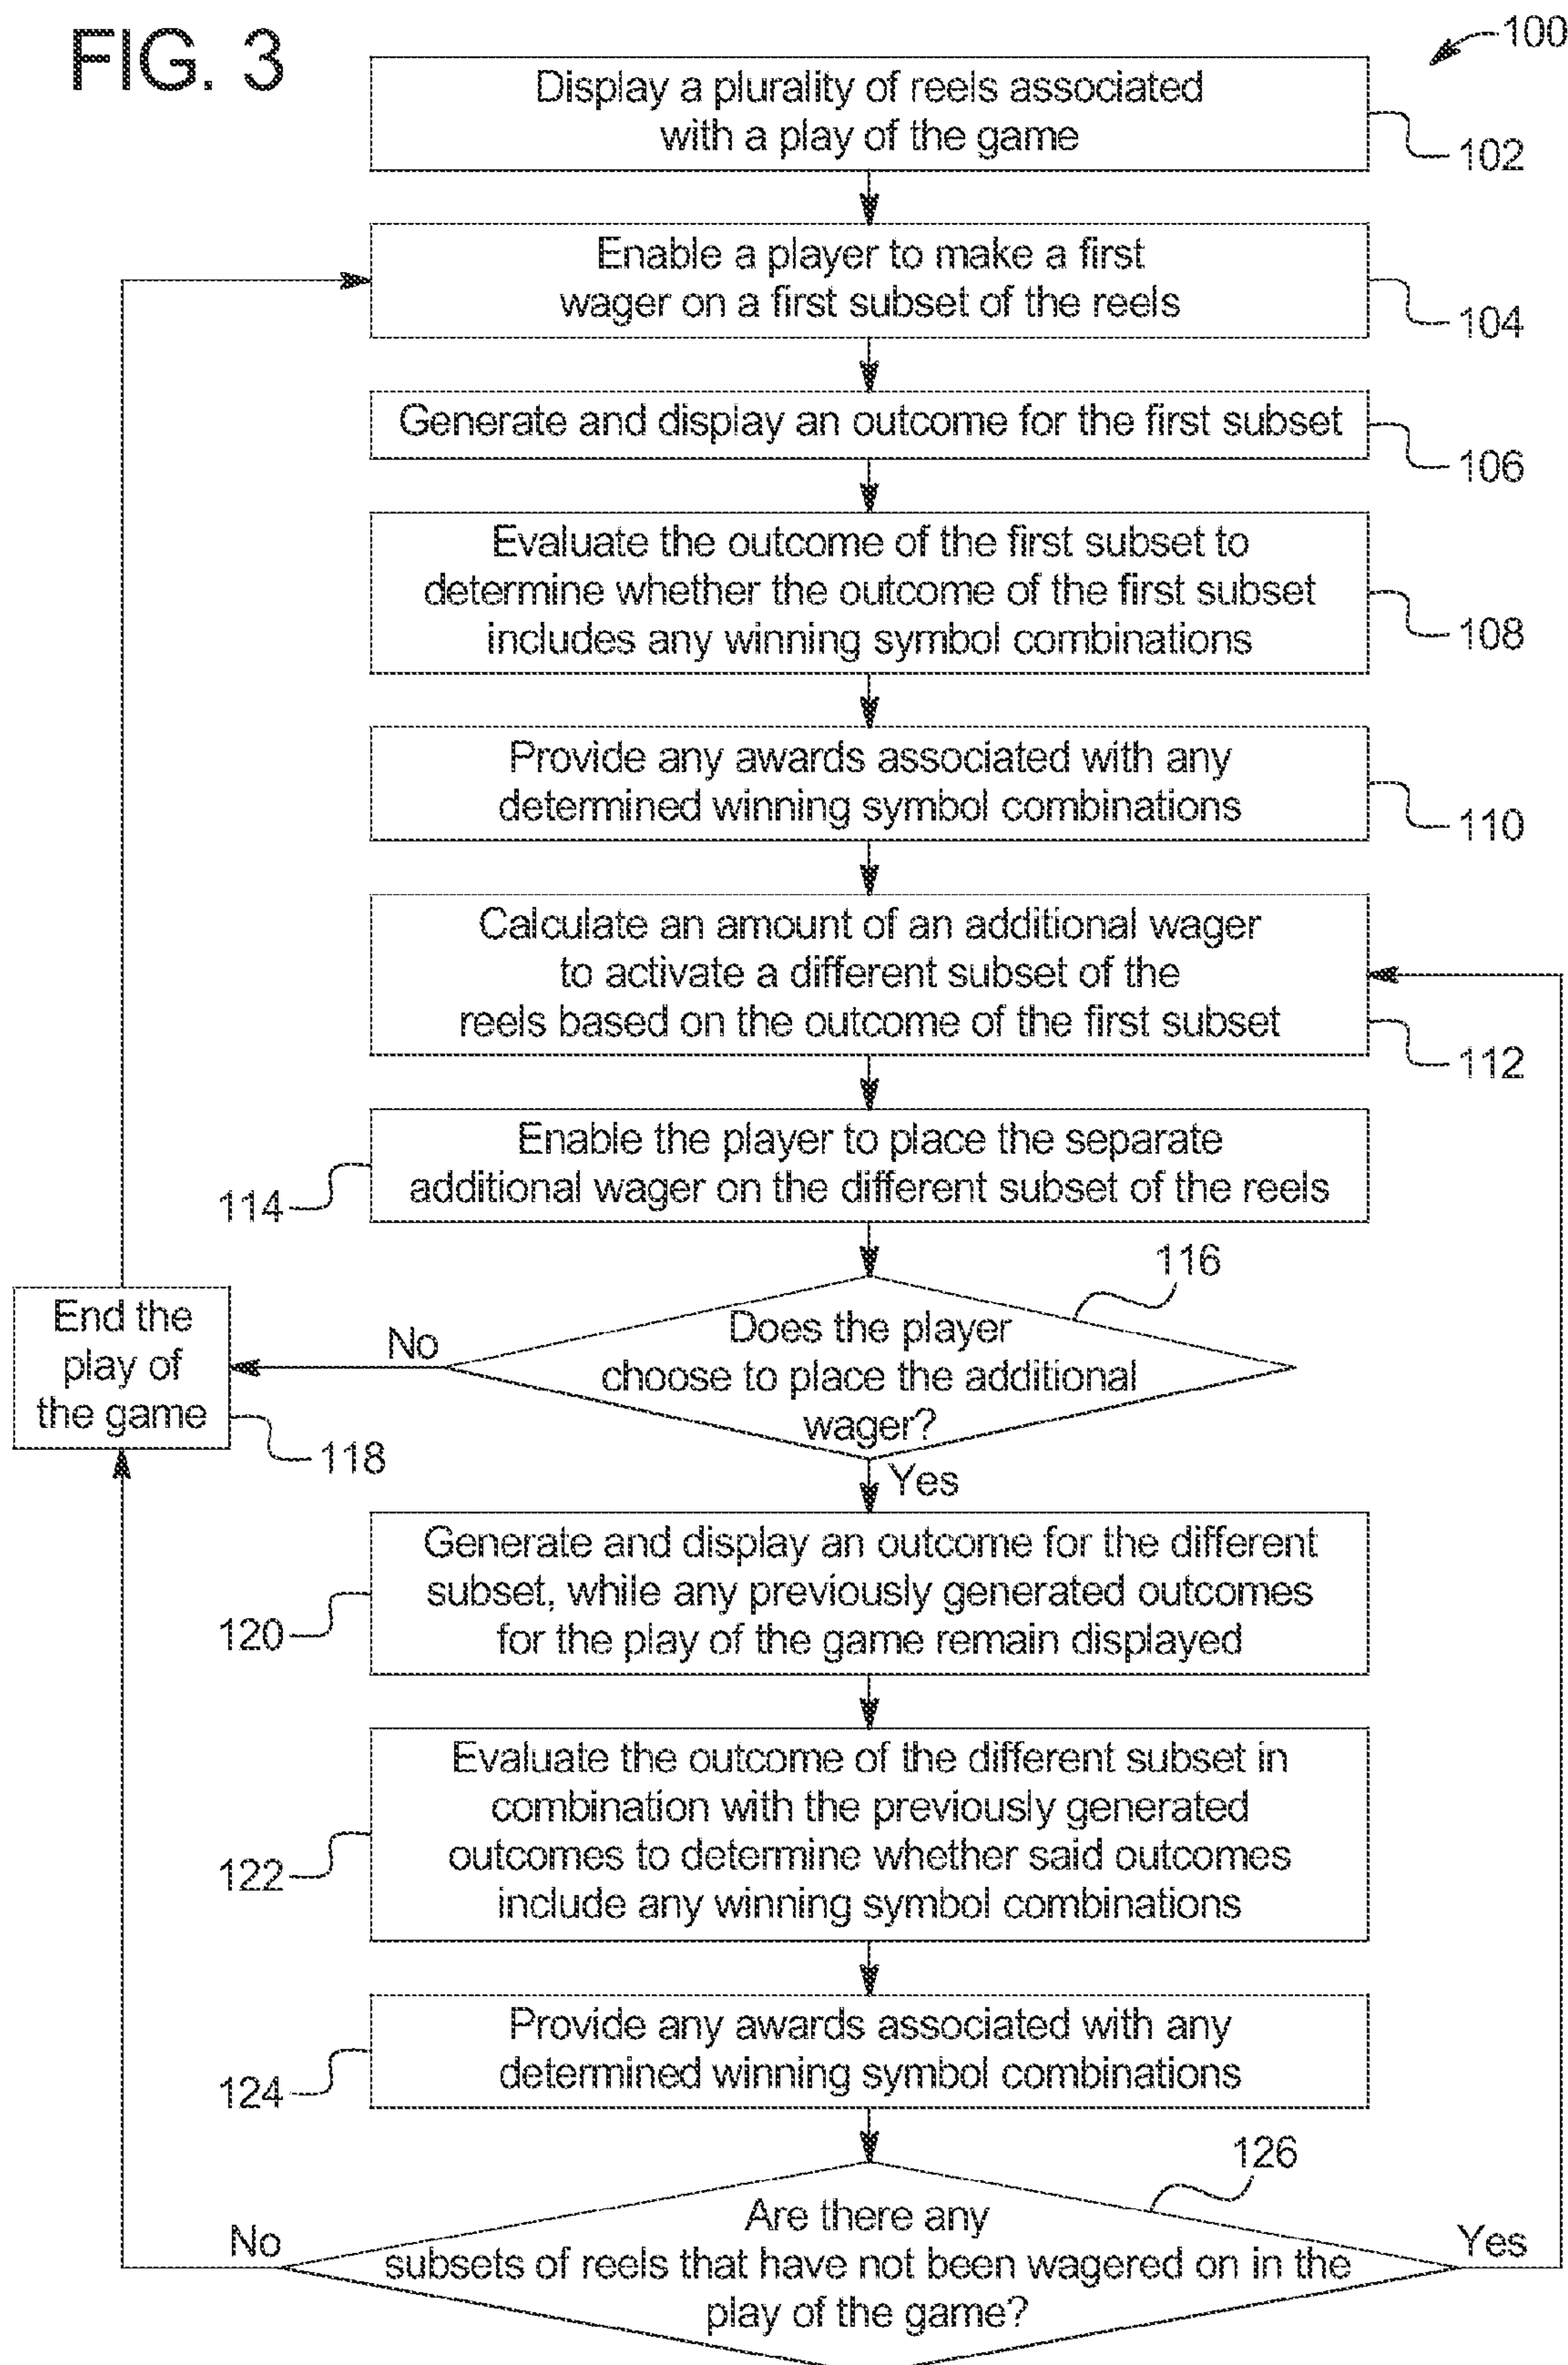 FIG. 3
100
Display a plurality of reels associated
with a play of the game
102
Enable a player to make a first
wager on a first subset of the reels
104
Generate and display an outcome for the first subset
106
Evaluate the outcome of the first subset to
determine whether the outcome of the first subset
includes any winning symbol combinations
108
Provide any awards associated with any
determined winning symbol combinations
110
Calculate an amount of an additional wager
to activate a different subset of the
reels based on the outcome of the first subset
112
Enable the player to place the separate
additional wager on the different subset of the reels
114
116
Does the player
choose to place the additional
wager?
No
End the
play of
the game
118
Yes
Generate and display an outcome for the different
subset, while any previously generated outcomes
for the play of the game remain displayed
120
Evaluate the outcome of the different subset in
combination with the previously generated
outcomes to determine whether said outcomes
include any winning symbol combinations
122
Provide any awards associated with any
determined winning symbol combinations
124
126
Are there any
subsets of reels that have not been wagered on in the
play of the game?
No
Yes